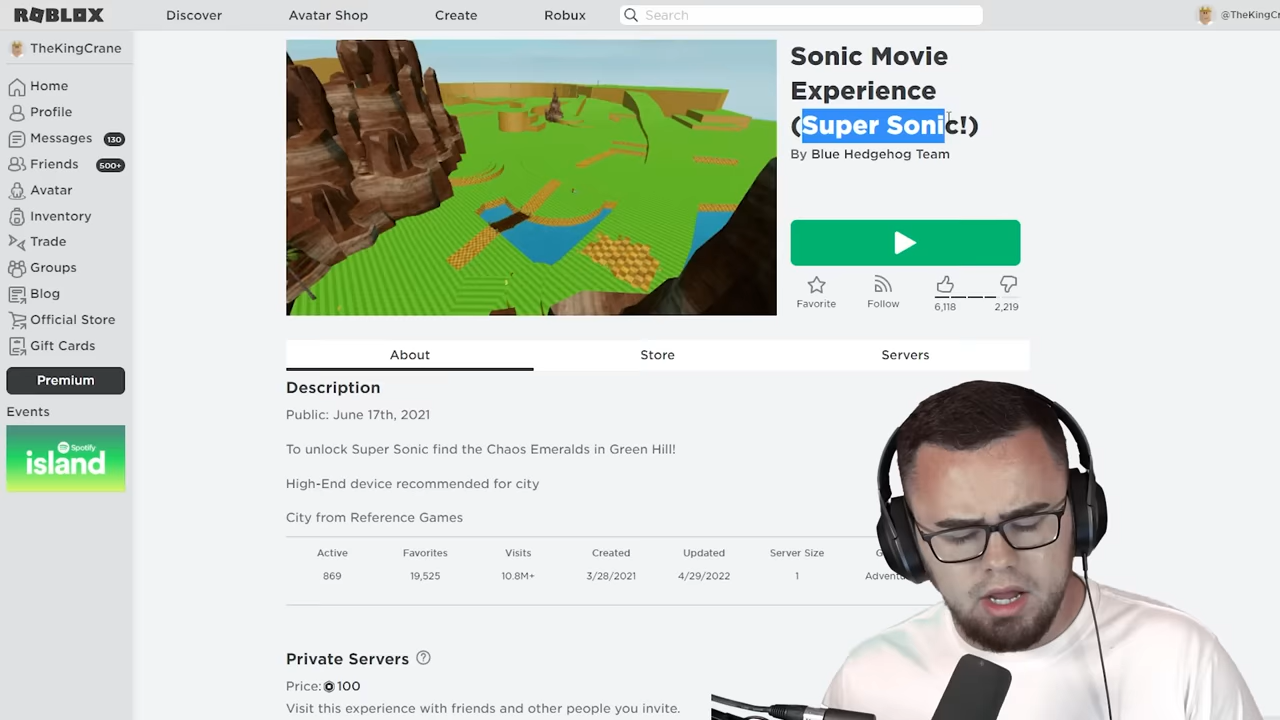 ROBLOX
Discover
Avatar Shop
Create
Robux
Search
@TheKingCr
TheKingCrane
Home
Profile
Messages 130
Friends 500+
Avatar
Inventory
Trade
Groups
Blog
Official Store
Gift Cards
Premium
Events
Spotify
island
Sonic Movie
Experience
(Super Sonic!)
By Blue Hedgehog Team
Favorite
Follow
6,118
2,219
About
Store
Servers
Description
Public: June 17th, 2021
To unlock Super Sonic find the Chaos Emeralds in Green Hill!
High-End device recommended for city
City from Reference Games
Active
Favorites
Visits
Created
Updated
Server Size
869
19,525
10.8M+
3/28/2021
4/29/2022
1
Private Servers
Price: 100
Visit this experience with friends and other people you invite.